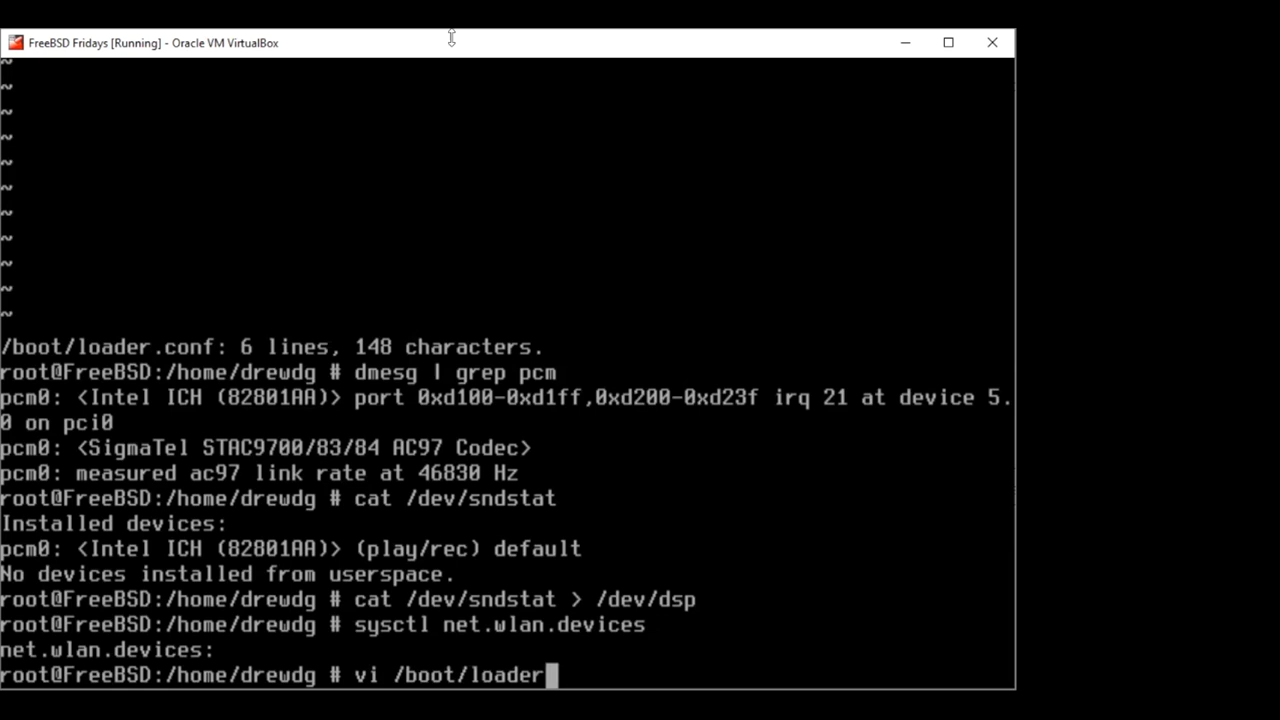 FreeBSD Fridays [Running] - Oracle VM VirtualBox
~
~
~
~
~
~
~
~
~
~
~
/boot/loader.conf: 6 lines, 148 characters.
root@FreeBSD:/home/drewdg # dmesg | grep pcm
pcm0: <Intel ICH (82801AA)> port 0xd100-0xd1ff,0xd200-0xd23f irq 21 at device 5.
0 on pci0
pcm0: <SigmaTel STAC9700/83/84 AC97 Codec>
pcm0: measured ac97 link rate at 46830 Hz
root@FreeBSD:/home/drewdg # cat /dev/sndstat
Installed devices:
pcm0: <Intel ICH (82801AA)> (play/rec) default
No devices installed from userspace.
root@FreeBSD:/home/drewdg # cat /dev/sndstat > /dev/dsp
root@FreeBSD:/home/drewdg # sysctl net.wlan.devices
net.wlan.devices:
root@FreeBSD:/home/drewdg # vi /boot/loader